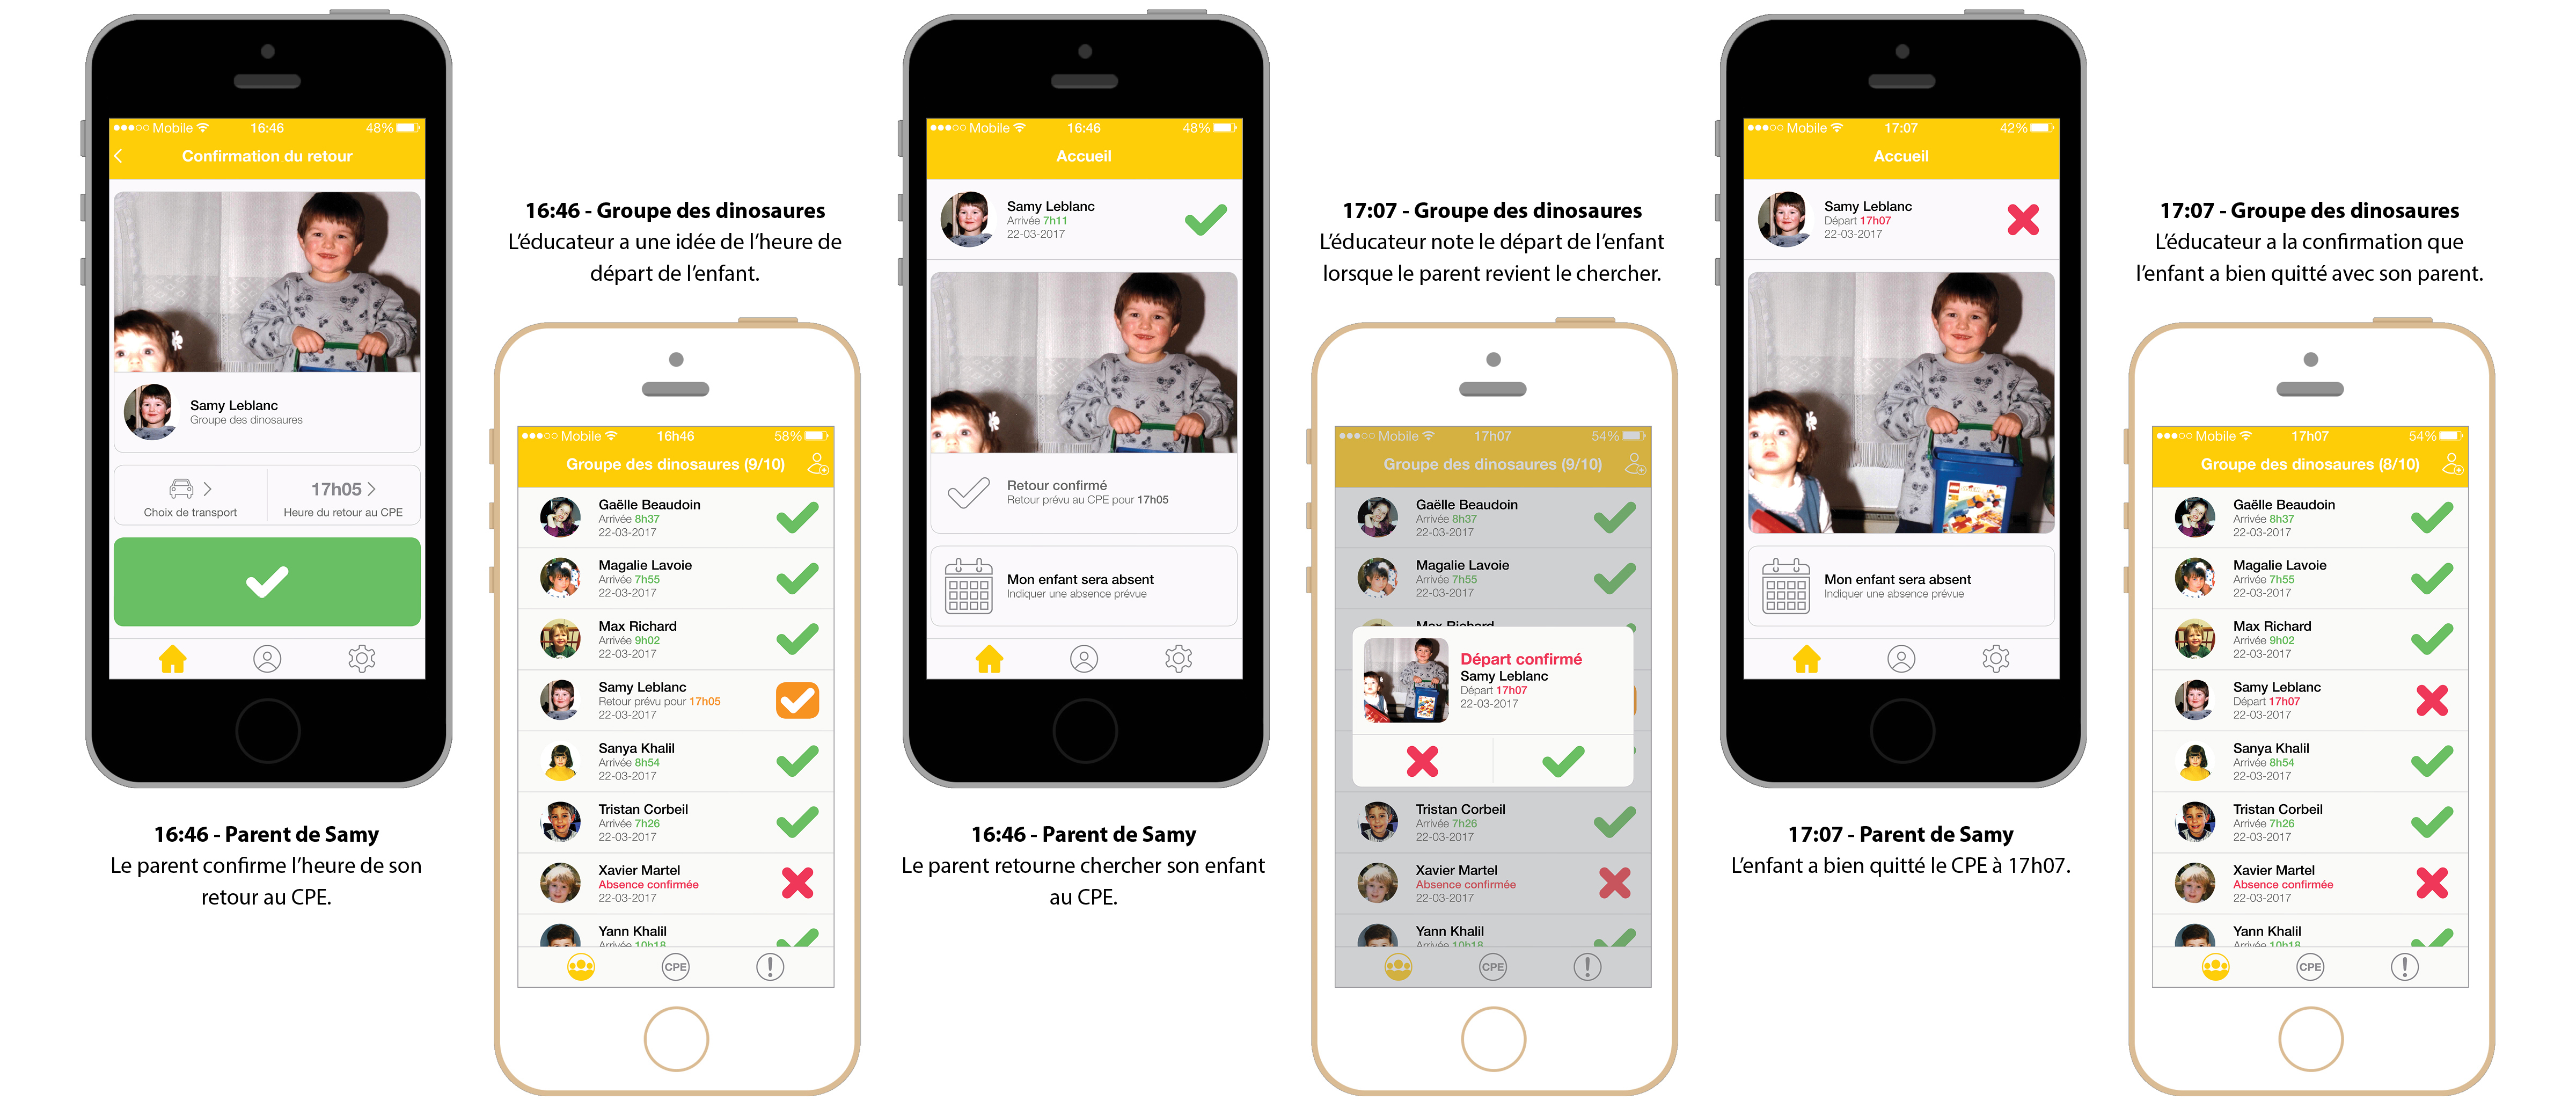 Mobile 16:46 48%
Confirmation du retour
Samy Leblanc
Groupe des dinosaures
17h05
Choix de transport Heure du retour au CPE
16:46 - Parent de Samy
Le parent confirme l'heure de son
retour au CPE.
16:46 - Groupe des dinosaures
L'éducateur a une idée de l'heure de
départ de l'enfant.
Mobile 16h46 58%
Groupe des dinosaures (9/10)
Gaëlle Beaudoin
Arrivée 8h37
22-03-2017
Magalie Lavoie
Arrivée 7h55
22-03-2017
Max Richard
Arrivée 9h02
22-03-2017
Samy Leblanc
Retour prévu pour 17h05
22-03-2017
Sanya Khalil
Arrivée 8h54
22-03-2017
Tristan Corbeil
Arrivée 7h26
22-03-2017
Xavier Martel
Absence confirmée
22-03-2017
Yann Khalil
Arrivée 10h18
CPE
Mobile 16:46 48%
Accueil
Samy Leblanc
Arrivée 7h11
22-03-2017
Retour confirmé
Retour prévu au CPE pour 17h05
Mon enfant sera absent
Indiquer une absence prévue
16:46 - Parent de Samy
Le parent retourne chercher son enfant
au CPE.
17:07 - Groupe des dinosaures
L'éducateur note le départ de l'enfant
lorsque le parent revient le chercher.
Mobile 17h07 54%
Groupe des dinosaures (9/10)
Gaëlle Beaudoin
Arrivée 8h37
22-03-2017
Magalie Lavoie
Arrivée 7h55
22-03-2017
Max Richard
Départ confirmé
Samy Leblanc
Départ 17h07
22-03-2017
Tristan Corbeil
Arrivée 7h26
22-03-2017
Xavier Martel
Absence confirmée
22-03-2017
Yann Khalil
Arrivée 10h18
CPE
Mobile 17:07 42%
Accueil
Samy Leblanc
Départ 17h07
22-03-2017
LEGO
Mon enfant sera absent
Indiquer une absence prévue
17:07 - Parent de Samy
L'enfant a bien quitté le CPE à 17h07.
17:07 - Groupe des dinosaures
L'éducateur a la confirmation que
l'enfant a bien quitté avec son parent.
Mobile 17h07 54%
Groupe des dinosaures (8/10)
Gaëlle Beaudoin
Arrivée 8h37
22-03-2017
Magalie Lavoie
Arrivée 7h55
22-03-2017
Max Richard
Arrivée 9h02
22-03-2017
Samy Leblanc
Départ 17h07
22-03-2017
Sanya Khalil
Arrivée 8h54
22-03-2017
Tristan Corbeil
Arrivée 7h26
22-03-2017
Xavier Martel
Absence confirmée
22-03-2017
Yann Khalil
Arrivée 10h18
CPE